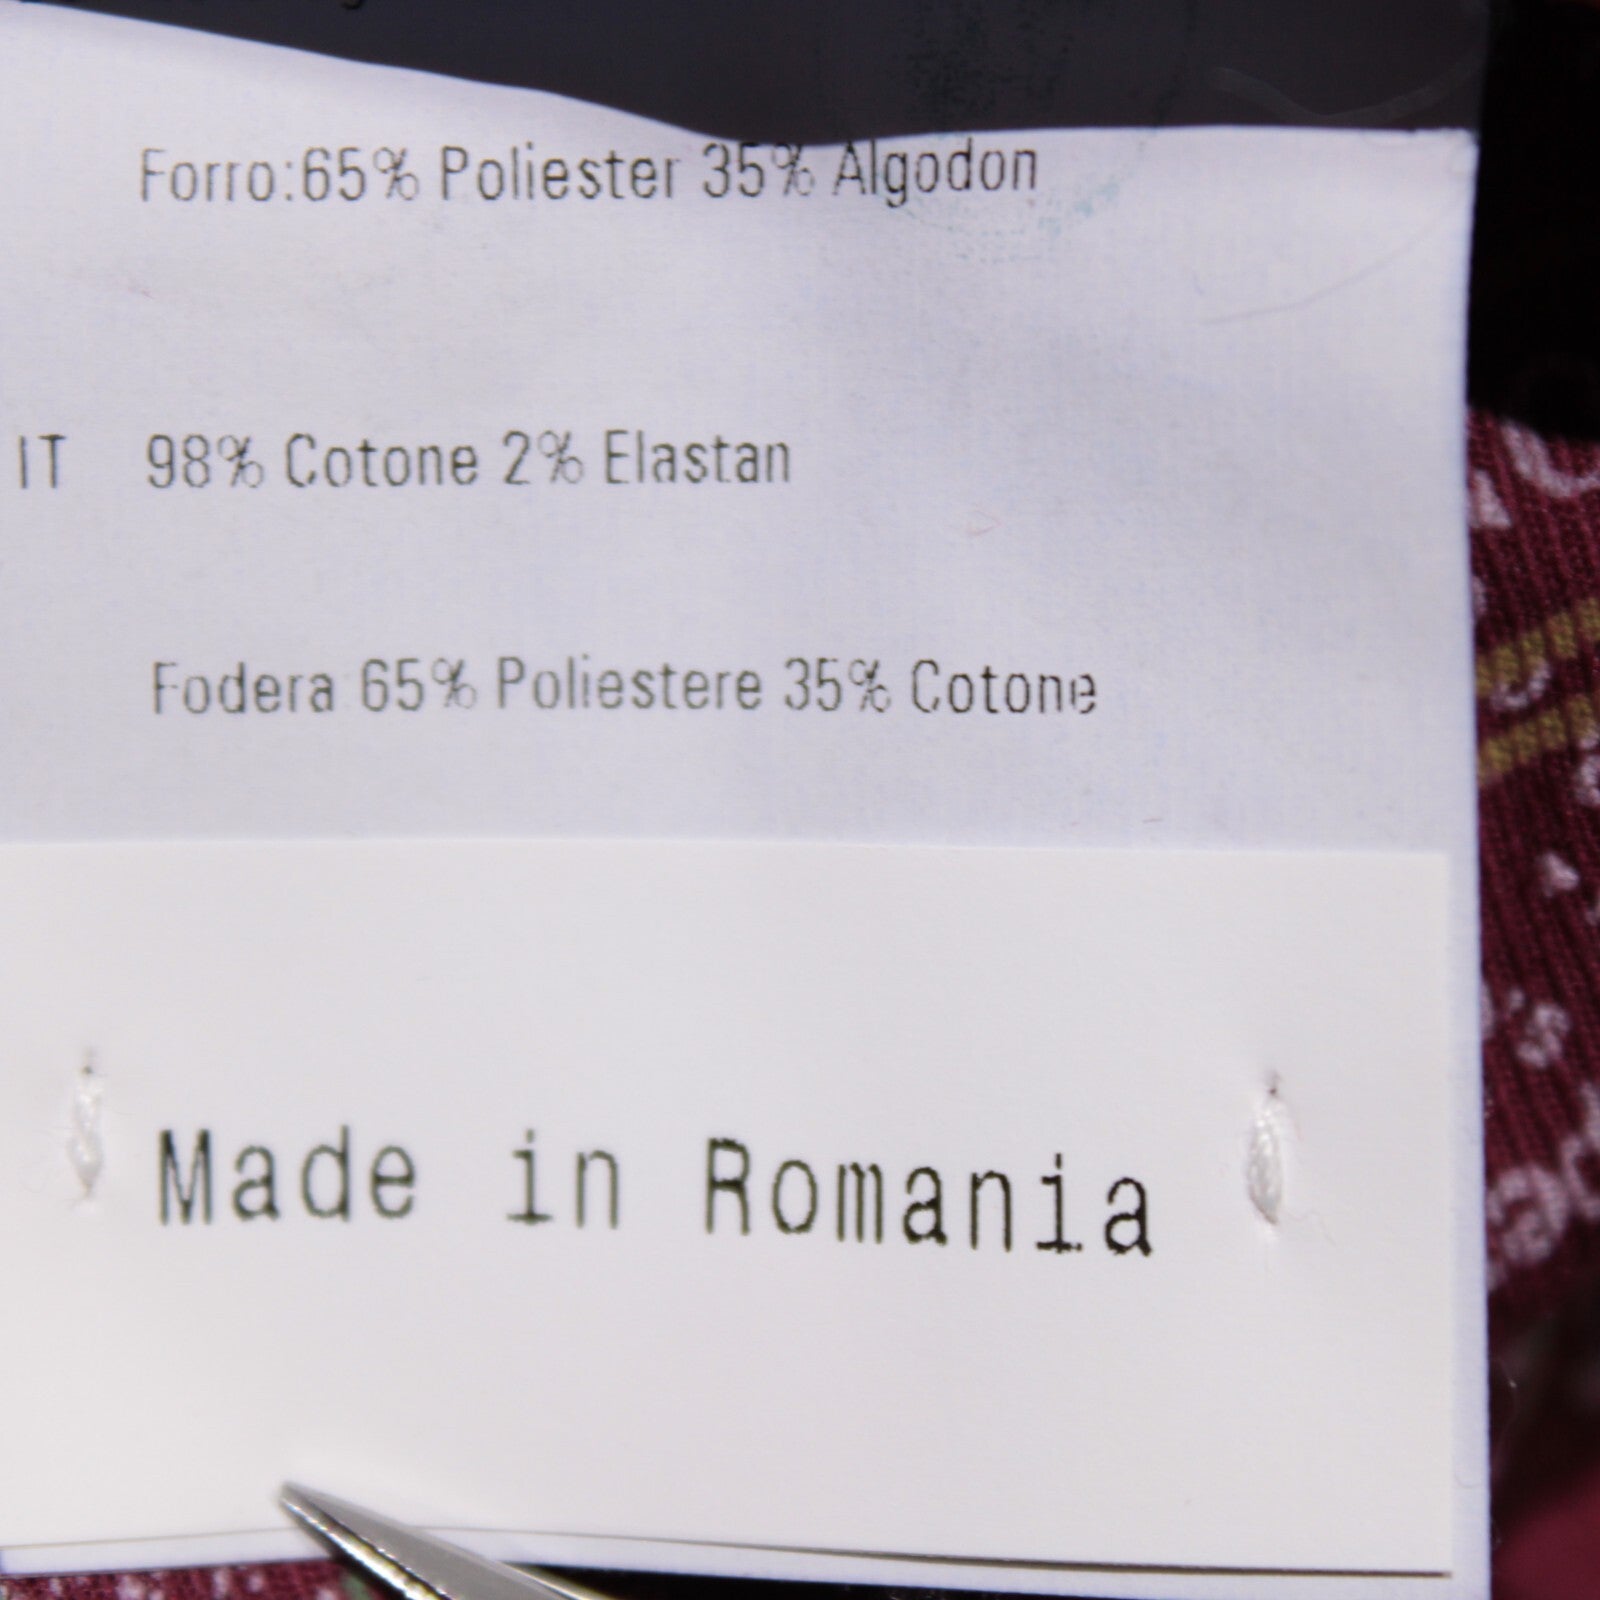 Forro:65% Poliester 35% Algodon
IT 98% Cotone 2% Elastan
Fodera 65% Poliestere 35% Cotone
Made in Romania